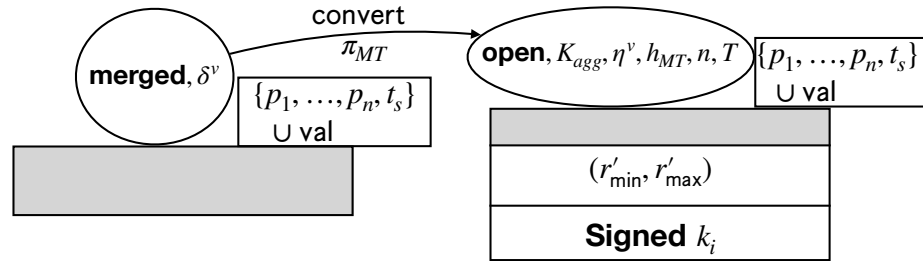 convert
π_MT
merged, δ^v
{p_1, …, p_n, t_s}
∪ val
open, K_agg, η^v, h_MT, n, T
{p_1, …, p_n, t_s}
∪ val
(r′_min, r′_max)
Signed k_i